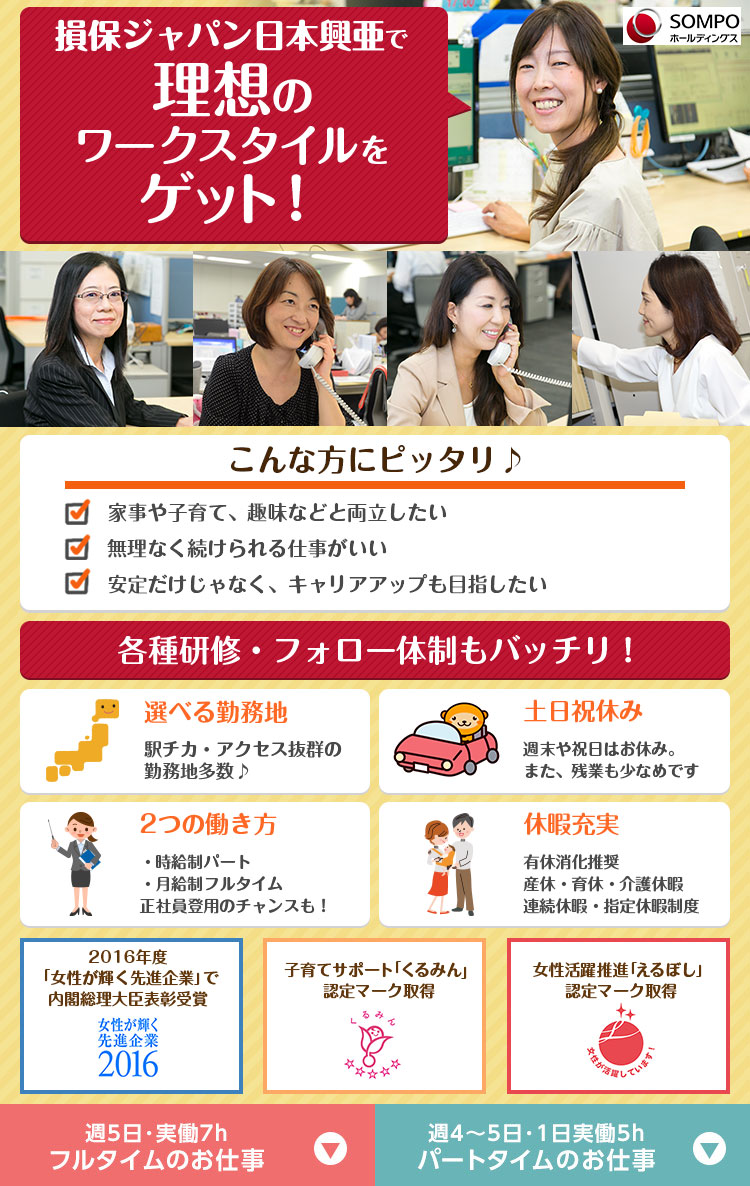 損保ジャパン日本興亜で
理想の
ワークスタイルを
ゲット!
SOMPO
ホールディングス
こんな方にピッタリ♪
家事や子育て、趣味などと両立したい
無理なく続けられる仕事がいい
安定だけじゃなく、キャリアアップも目指したい
各種研修・フォロー体制もバッチリ!
選べる勤務地
駅チカ・アクセス抜群の
勤務地多数♪
土日祝休み
週末や祝日はお休み。
また、残業も少なめです
2つの働き方
・時給制パート
・月給制フルタイム
正社員登用のチャンスも!
休暇充実
有休消化推奨
産休・育休・介護休暇
連続休暇・指定休暇制度
2016年度
「女性が輝く先進企業」で
内閣総理大臣表彰受賞
女性が輝く
先進企業
2016
子育てサポート「くるみん」
認定マーク取得
くるみん
女性活躍推進「えるぼし」
認定マーク取得
女性が活躍しています!
週5日・実働7h
フルタイムのお仕事
週4〜5日・1日実働5h
パートタイムのお仕事